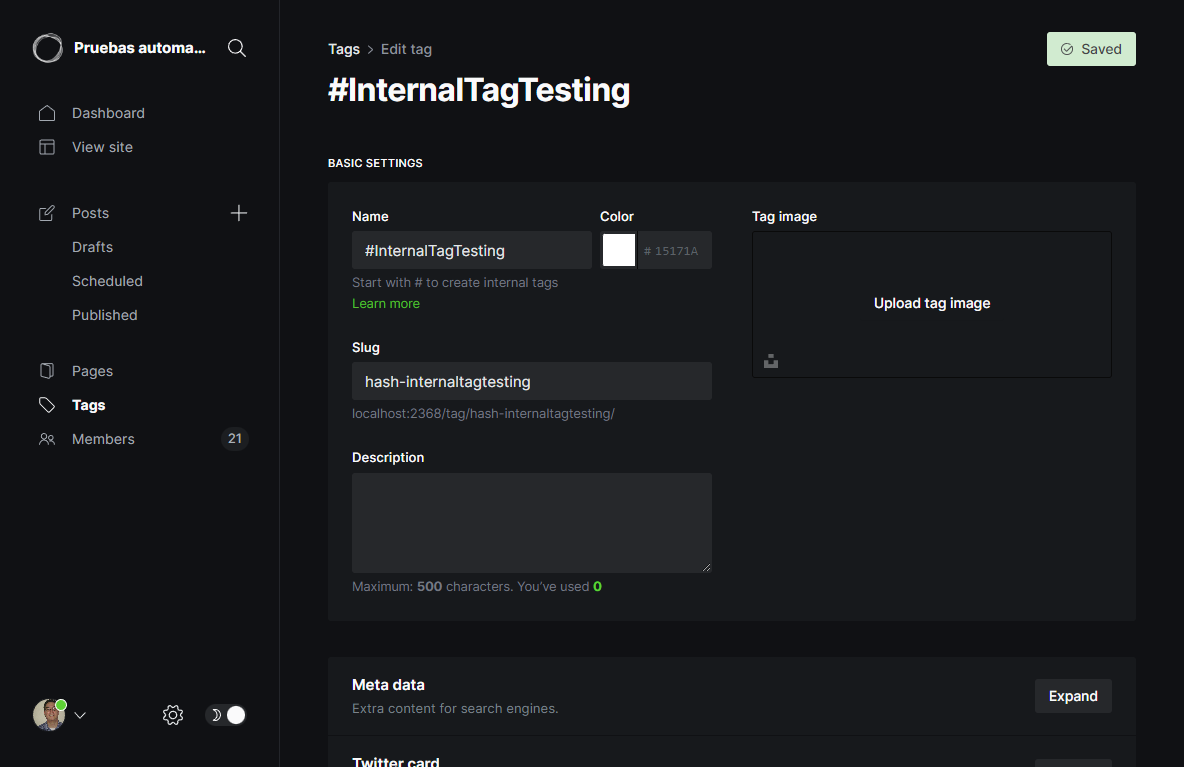 Pruebas automa...
Dashboard
View site
Posts
Drafts
Scheduled
Published
Pages
Tags
Members 21
Tags > Edit tag
Saved
#InternalTagTesting
BASIC SETTINGS
Name
#InternalTagTesting
Start with # to create internal tags
Learn more
Color
# 15171A
Slug
hash-internaltagtesting
localhost:2368/tag/hash-internaltagtesting/
Description
Maximum: 500 characters. You've used 0
Tag image
Upload tag image
Meta data
Extra content for search engines.
Expand
Twitter card